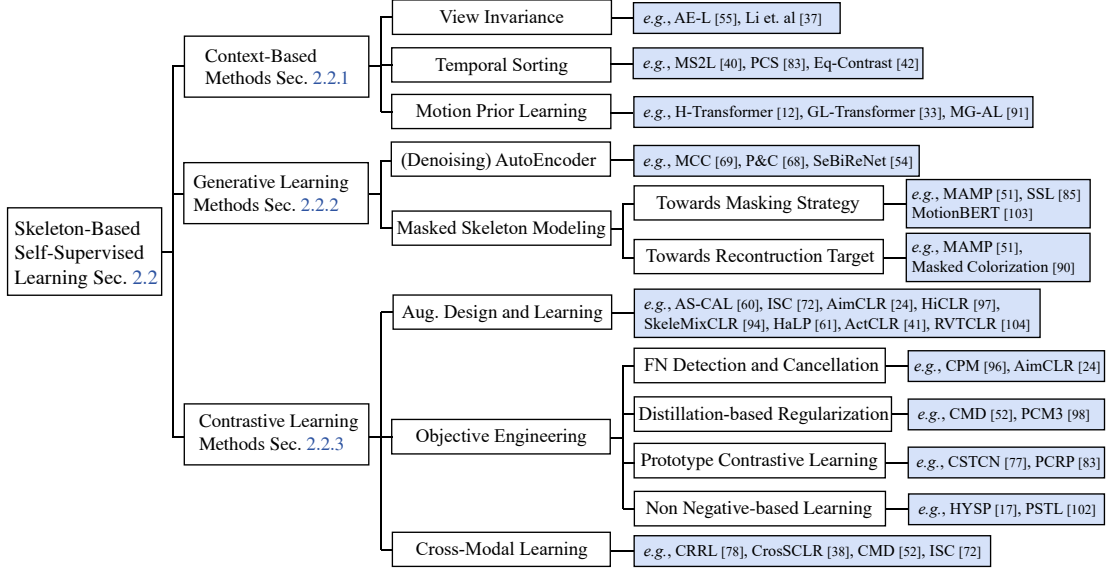 Skeleton-Based
Self-Supervised
Learning Sec. 2.2
Context-Based
Methods Sec. 2.2.1
View Invariance
e.g., AE-L [55], Li et. al [37]
Temporal Sorting
e.g., MS2L [40], PCS [83], Eq-Contrast [42]
Motion Prior Learning
e.g., H-Transformer [12], GL-Transformer [33], MG-AL [91]
Generative Learning
Methods Sec. 2.2.2
(Denoising) AutoEncoder
e.g., MCC [69], P&C [68], SeBiReNet [54]
Masked Skeleton Modeling
Towards Masking Strategy
e.g., MAMP [51], SSL [85]
MotionBERT [103]
Towards Recontruction Target
e.g., MAMP [51],
Masked Colorization [90]
Contrastive Learning
Methods Sec. 2.2.3
Aug. Design and Learning
e.g., AS-CAL [60], ISC [72], AimCLR [24], HiCLR [97],
SkeleMixCLR [94], HaLP [61], ActCLR [41], RVTCLR [104]
Objective Engineering
FN Detection and Cancellation
e.g., CPM [96], AimCLR [24]
Distillation-based Regularization
e.g., CMD [52], PCM3 [98]
Prototype Contrastive Learning
e.g., CSTCN [77], PCRP [83]
Non Negative-based Learning
e.g., HYSP [17], PSTL [102]
Cross-Modal Learning
e.g., CRRL [78], CrosSCLR [38], CMD [52], ISC [72]